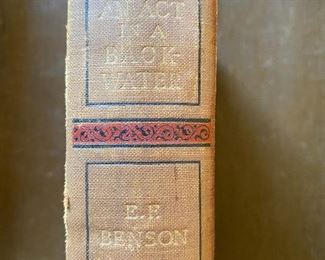 AN ACT
IN A
BACK-
WATER
E. F.
BENSON